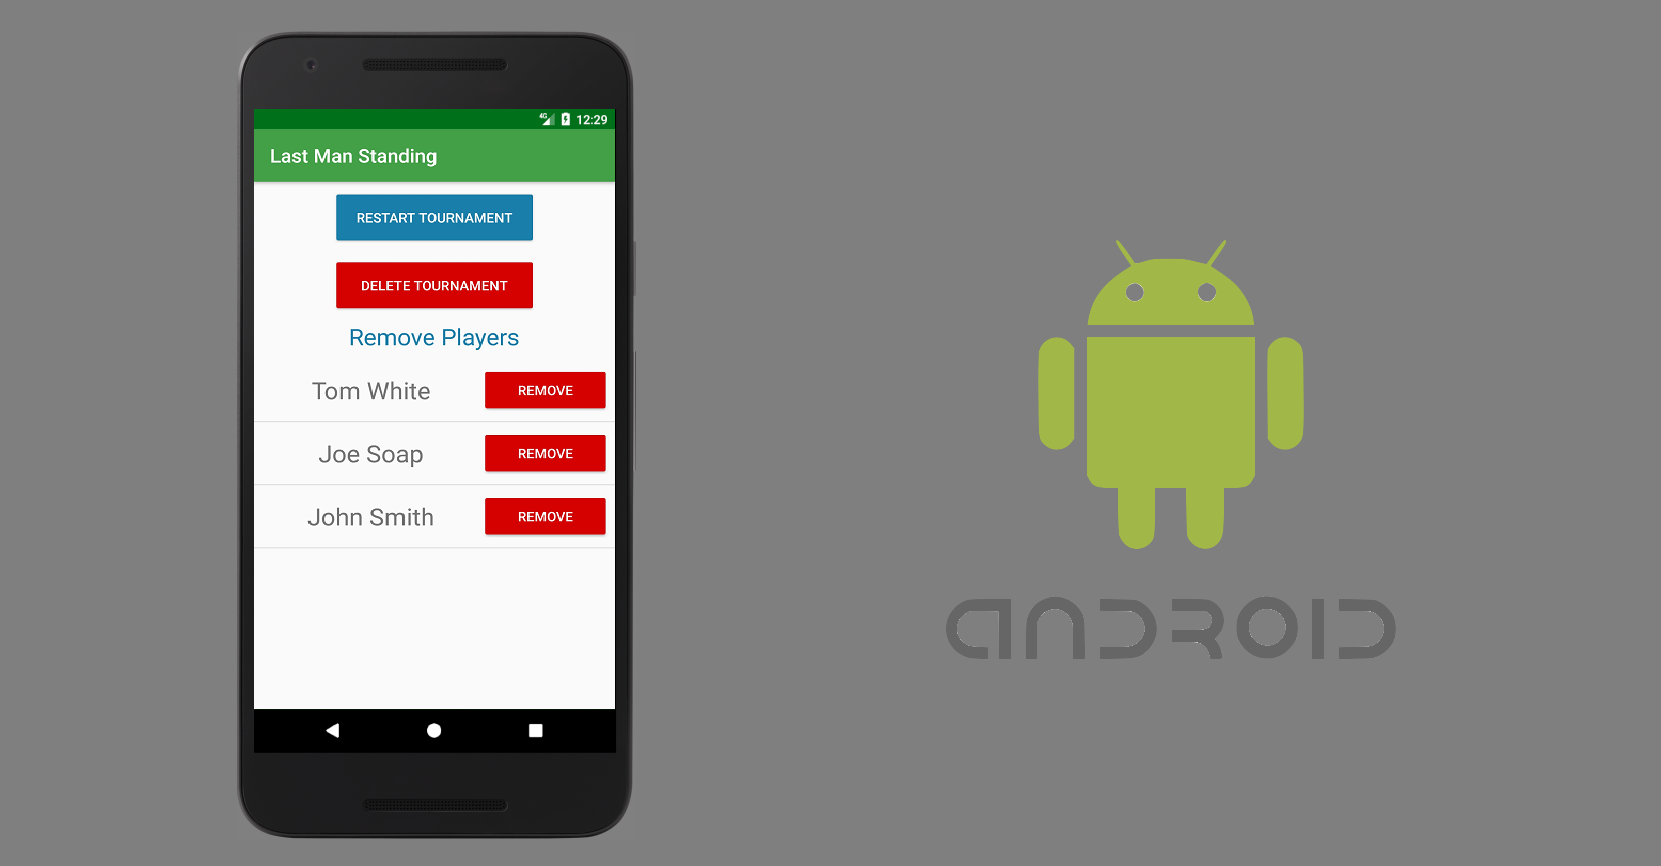 4G 12:29
Last Man Standing
RESTART TOURNAMENT
DELETE TOURNAMENT
Remove Players
Tom White REMOVE
Joe Soap REMOVE
John Smith REMOVE
ANDROID